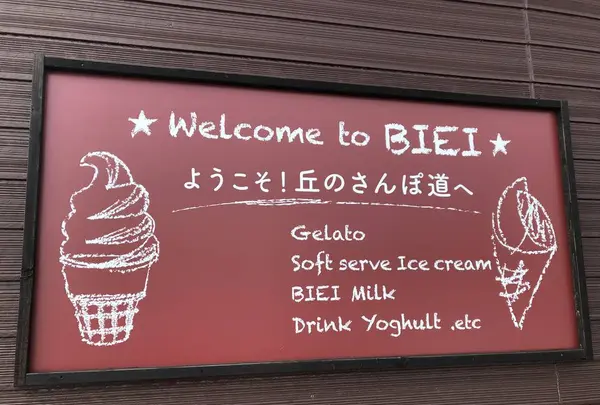 ★ Welcome to BIEI ★
ようこそ!丘のさんぽ道へ
Gelato
Soft serve Ice cream
BIEI Milk
Drink Yoghult .etc